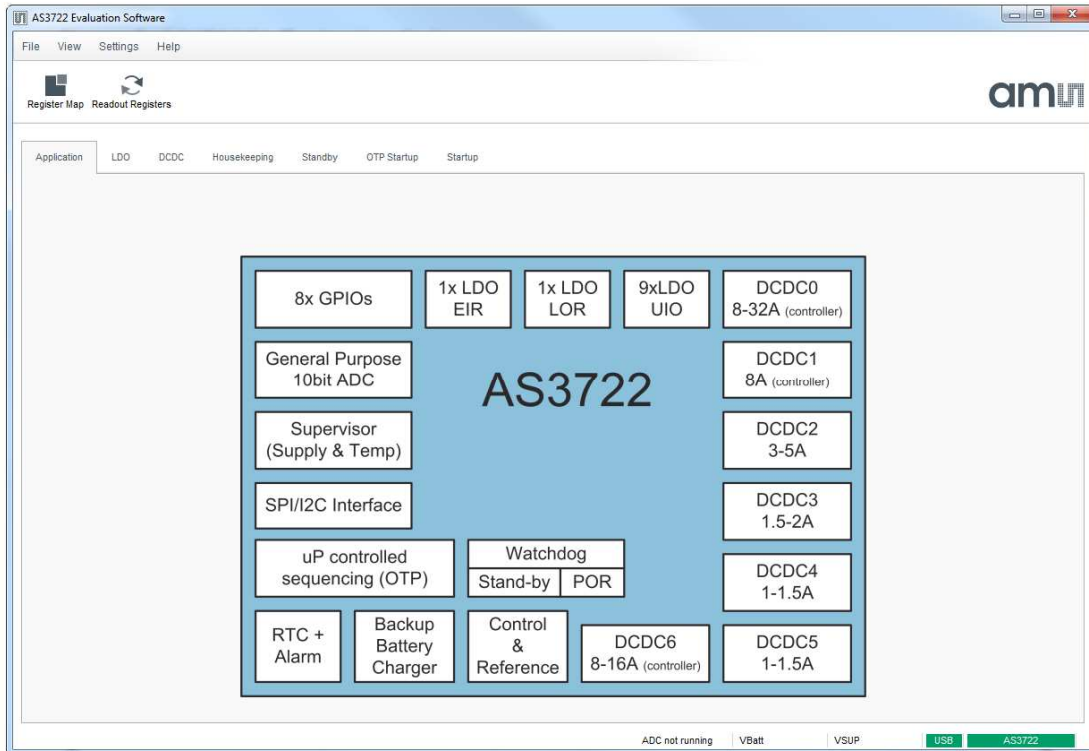 AS3722 Evaluation Software
File View Settings Help
Register Map Readout Registers
am
Application LDO DCDC Housekeeping Standby OTP Startup Startup
8x GPIOs
1x LDO
EIR
1x LDO
LOR
9xLDO
UIO
DCDC0
8-32A (controller)
General Purpose
10bit ADC
AS3722
DCDC1
8A (controller)
Supervisor
(Supply & Temp)
DCDC2
3-5A
SPI/I2C Interface
DCDC3
1.5-2A
uP controlled
sequencing (OTP)
Watchdog
Stand-by POR
DCDC4
1-1.5A
RTC +
Alarm
Backup
Battery
Charger
Control
&
Reference
DCDC6
8-16A (controller)
DCDC5
1-1.5A
ADC not running VBatt VSUP USB AS3722